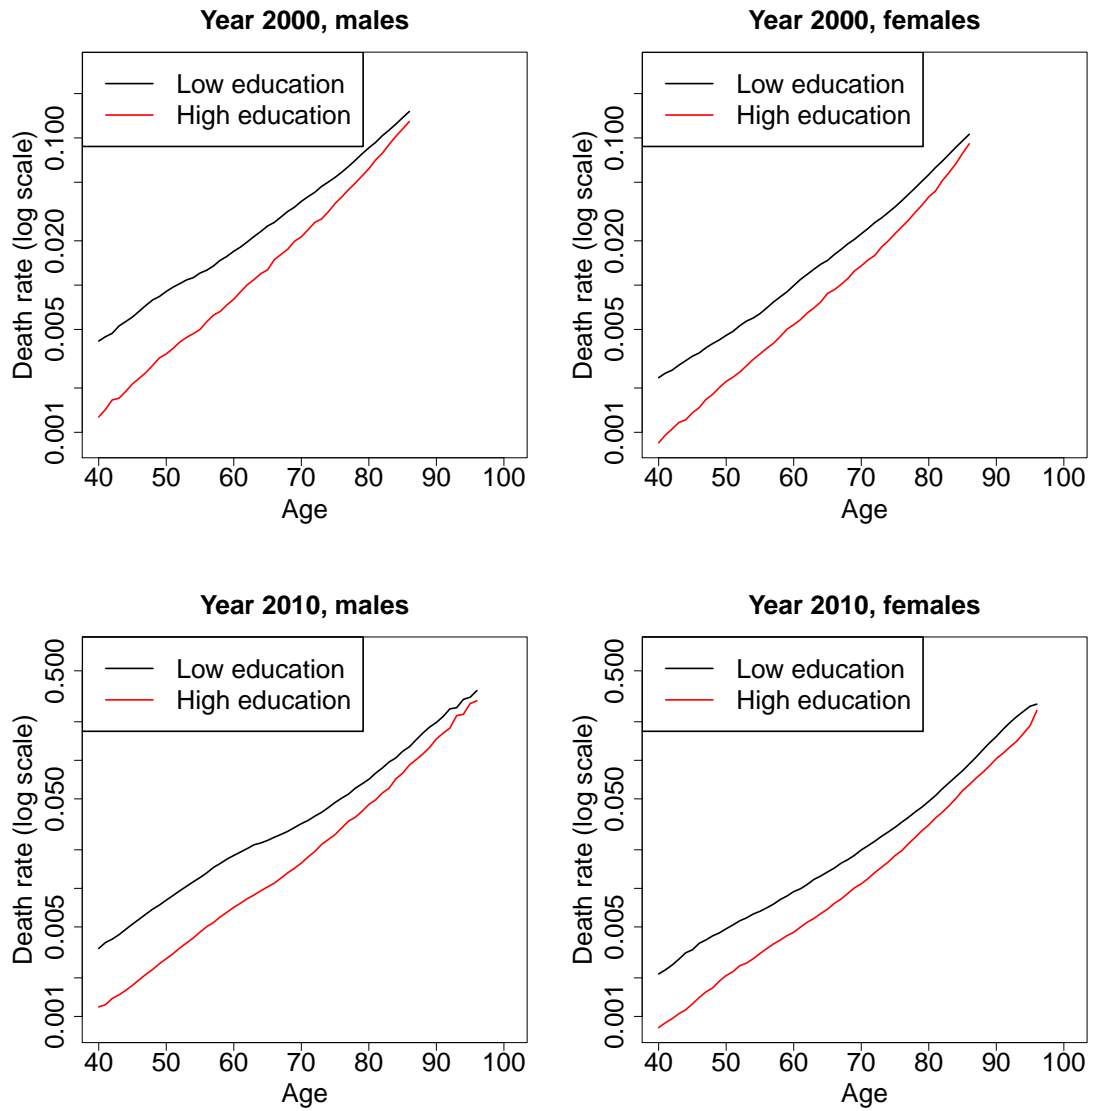 Year 2000, males
Low education
High education
Death rate (log scale)
0.100
0.020
0.005
0.001
40 50 60 70 80 90 100
Age
Year 2000, females
Low education
High education
Death rate (log scale)
0.100
0.020
0.005
0.001
40 50 60 70 80 90 100
Age
Year 2010, males
Low education
High education
Death rate (log scale)
0.500
0.050
0.005
0.001
40 50 60 70 80 90 100
Age
Year 2010, females
Low education
High education
Death rate (log scale)
0.500
0.050
0.005
0.001
40 50 60 70 80 90 100
Age